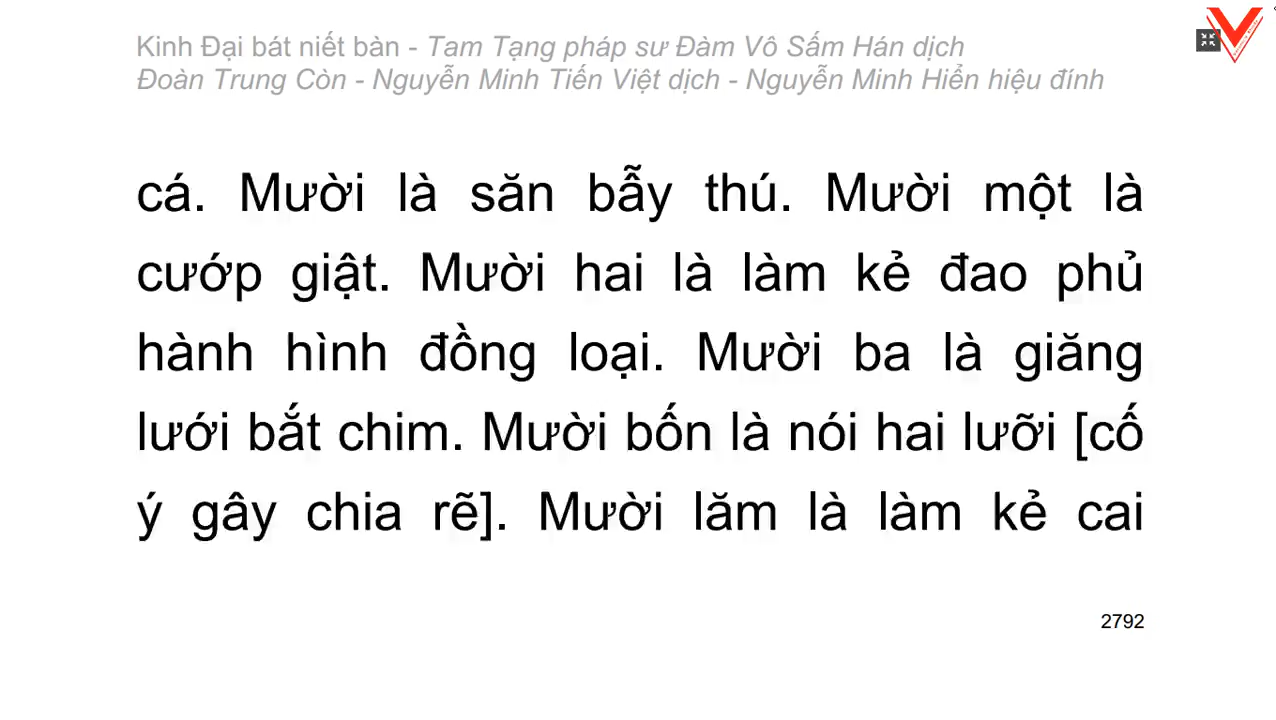 Kinh Đại bát niết bàn - Tam Tạng pháp sư Đàm Vô Sấm Hán dịch
Đoàn Trung Còn - Nguyễn Minh Tiến Việt dịch - Nguyễn Minh Hiển hiệu đính
cá. Mười là săn bẫy thú. Mười một là
cướp giật. Mười hai là làm kẻ đao phủ
hành hình đồng loại. Mười ba là giăng
lưới bắt chim. Mười bốn là nói hai lưỡi [cố
ý gây chia rẽ]. Mười lăm là làm kẻ cai
2792